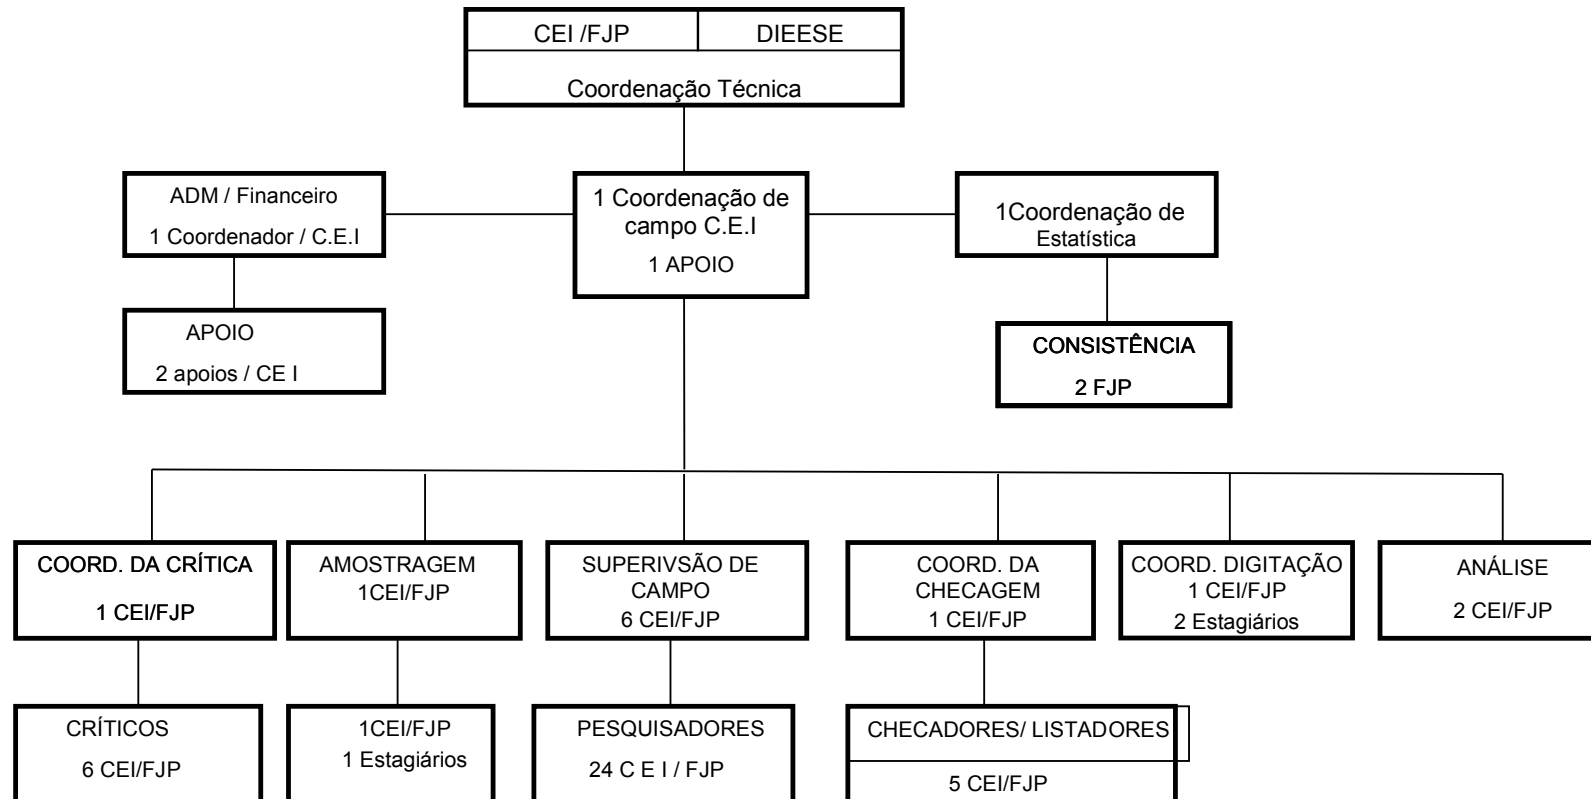 CEI /FJP
DIEESE
Coordenação Técnica
ADM / Financeiro
1 Coordenador / C.E.I
1 Coordenação de
campo C.E.I
1 APOIO
1Coordenação de
Estatística
APOIO
2 apoios / CE I
CONSISTÊNCIA
2 FJP
COORD. DA CRÍTICA
1 CEI/FJP
AMOSTRAGEM
1CEI/FJP
SUPERIVSÃO DE
CAMPO
6 CEI/FJP
COORD. DA
CHECAGEM
1 CEI/FJP
COORD. DIGITAÇÃO
1 CEI/FJP
2 Estagiários
ANÁLISE
2 CEI/FJP
CRÍTICOS
6 CEI/FJP
1CEI/FJP
1 Estagiários
PESQUISADORES
24 C E I / FJP
CHECADORES/ LISTADORES
5 CEI/FJP